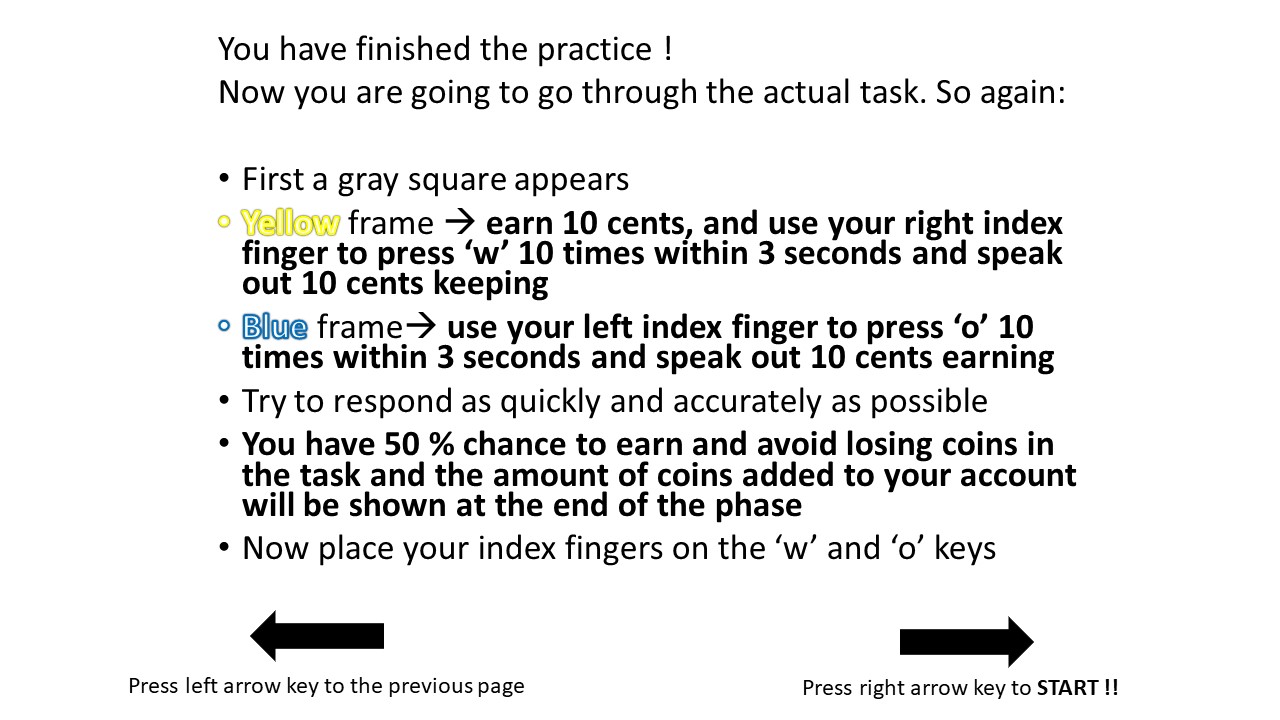 You have finished the practice !
Now you are going to go through the actual task. So again:
• First a gray square appears
• Yellow frame → earn 10 cents, and use your right index
finger to press ‘w’ 10 times within 3 seconds and speak
out 10 cents keeping
• Blue frame→ use your left index finger to press ‘o’ 10
times within 3 seconds and speak out 10 cents earning
• Try to respond as quickly and accurately as possible
• You have 50 % chance to earn and avoid losing coins in
the task and the amount of coins added to your account
will be shown at the end of the phase
• Now place your index fingers on the ‘w’ and ‘o’ keys
Press left arrow key to the previous page
Press right arrow key to START !!